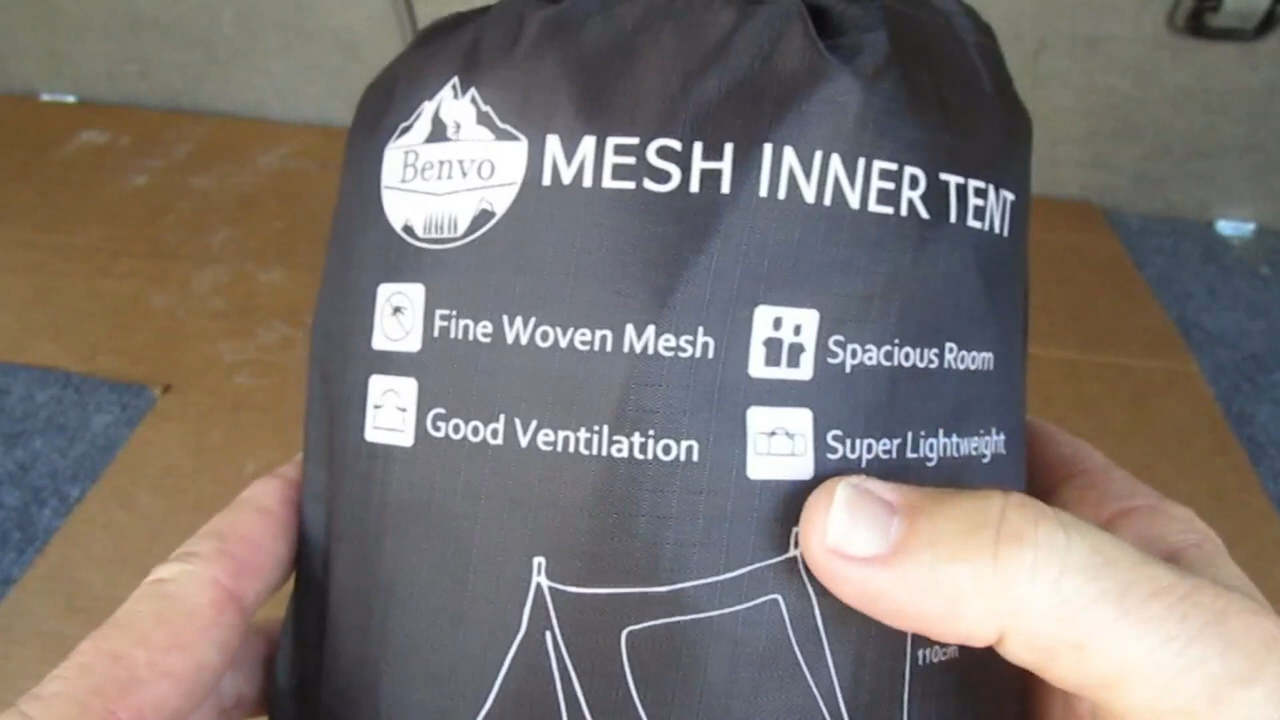 Benvo
MESH INNER TENT
Fine Woven Mesh
Spacious Room
Good Ventilation
Super Lightweight
110cm